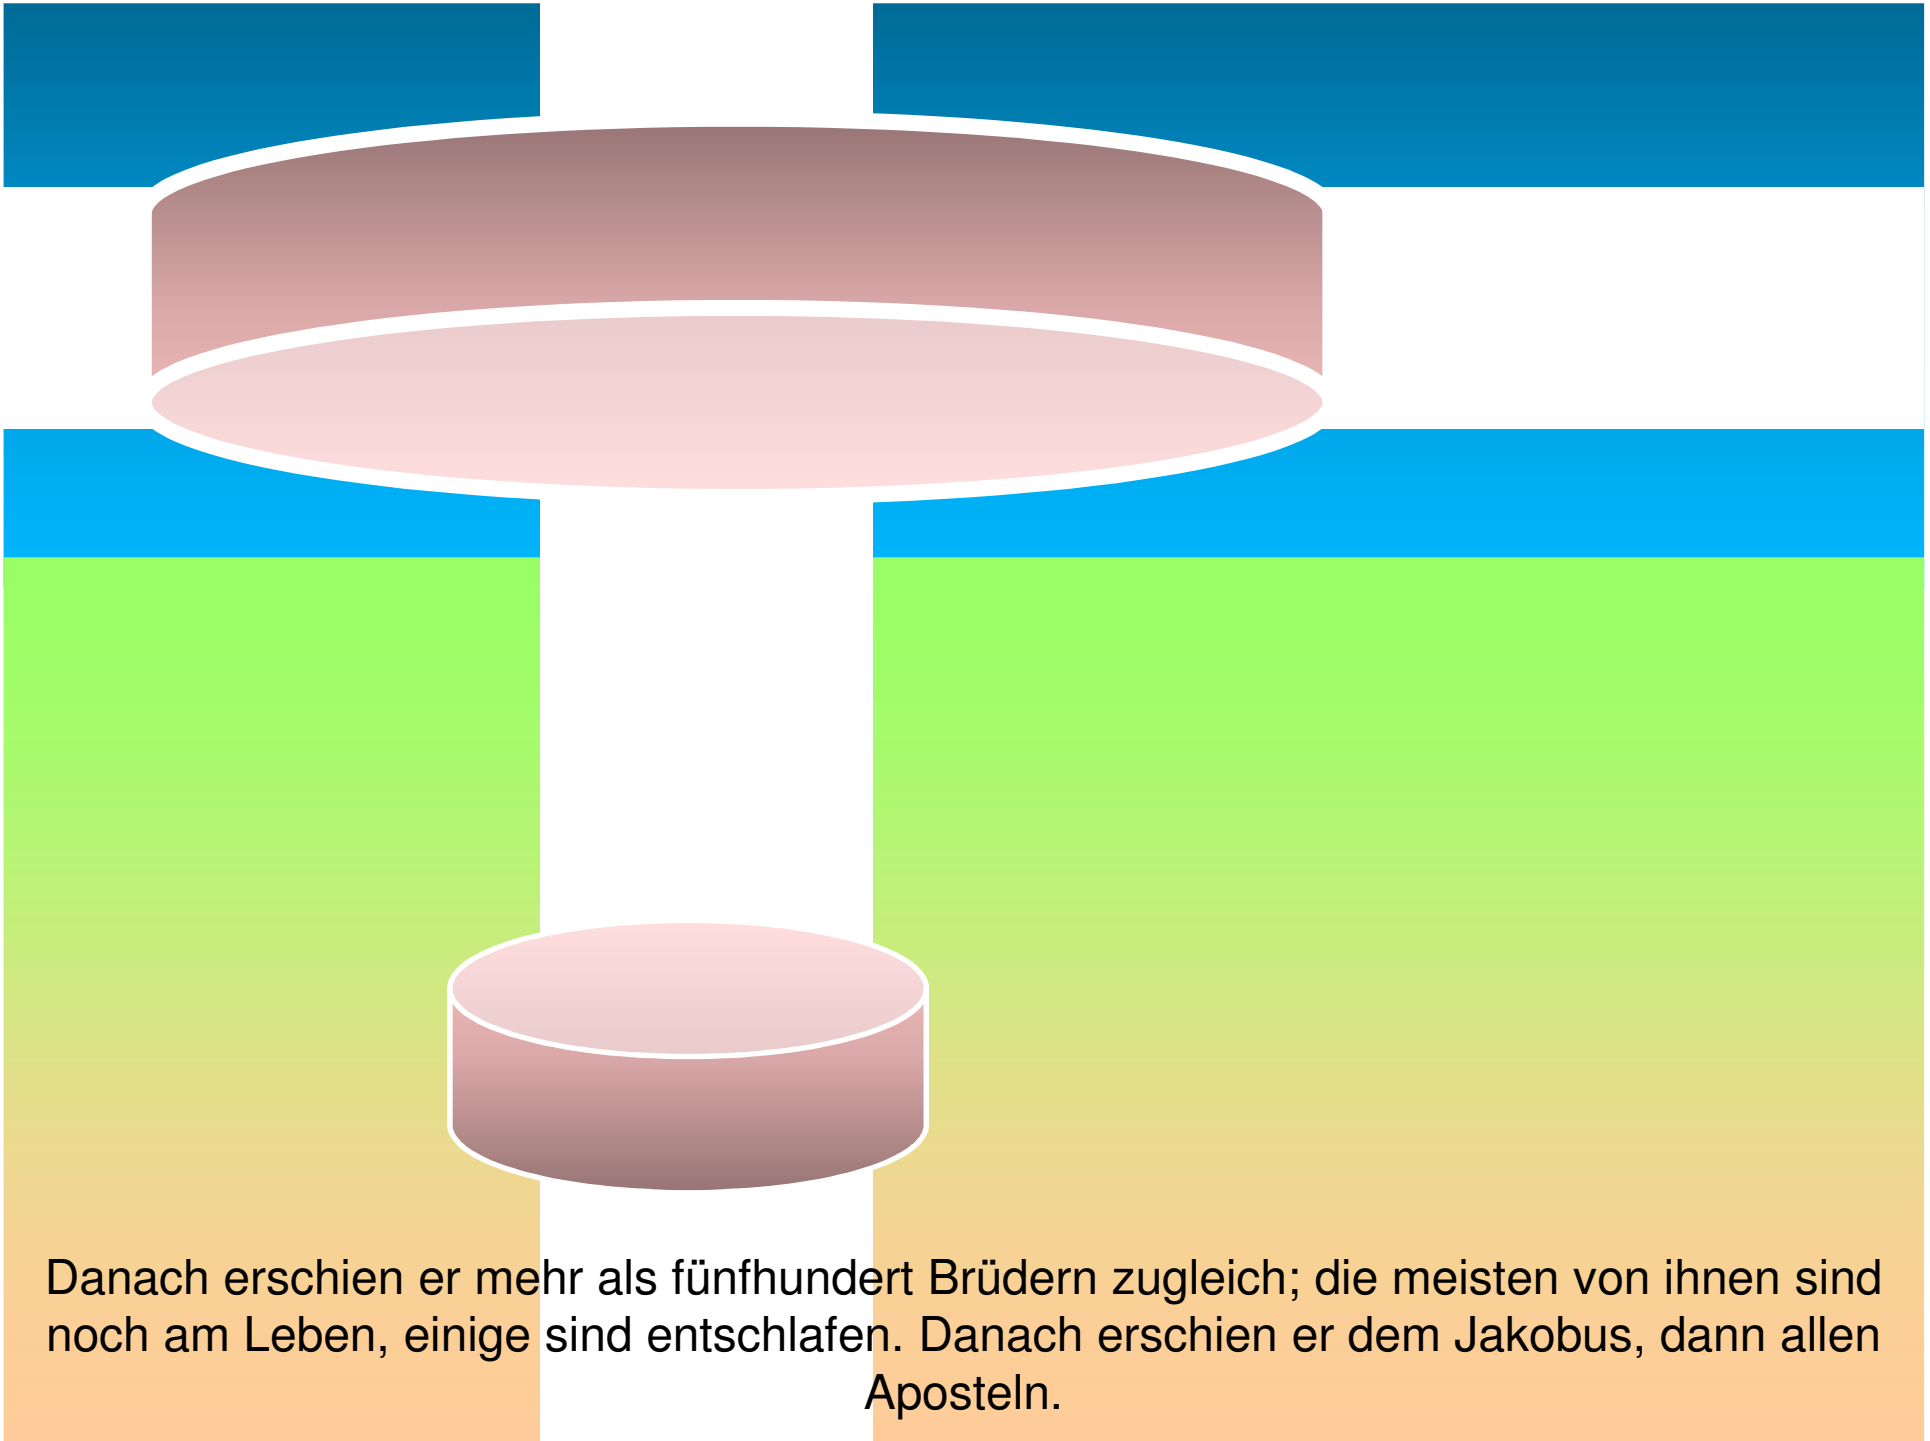 Danach erschien er mehr als fünfhundert Brüdern zugleich; die meisten von ihnen sind
noch am Leben, einige sind entschlafen. Danach erschien er dem Jakobus, dann allen
Aposteln.